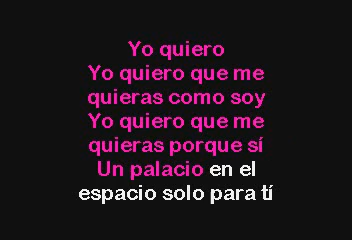 Yo quiero
Yo quiero que me
quieras como soy
Yo quiero que me
quieras porque sí
Un palacio en el
espacio solo para tí